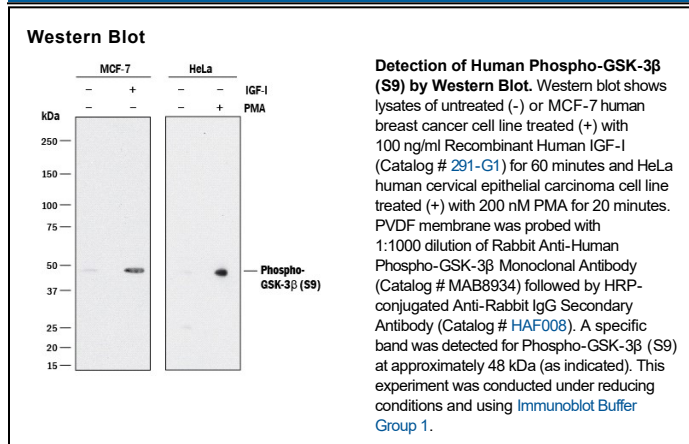 Western Blot
MCF-7 HeLa
– + – – IGF-I
– – – + PMA
kDa
250
150
100
75
50
37
25
20
15
Phospho-
GSK-3β (S9)
Detection of Human Phospho-GSK-3β
(S9) by Western Blot. Western blot shows
lysates of untreated (-) or MCF-7 human
breast cancer cell line treated (+) with
100 ng/ml Recombinant Human IGF-I
(Catalog # 291-G1) for 60 minutes and HeLa
human cervical epithelial carcinoma cell line
treated (+) with 200 nM PMA for 20 minutes.
PVDF membrane was probed with
1:1000 dilution of Rabbit Anti-Human
Phospho-GSK-3β Monoclonal Antibody
(Catalog # MAB8934) followed by HRP-
conjugated Anti-Rabbit IgG Secondary
Antibody (Catalog # HAF008). A specific
band was detected for Phospho-GSK-3β (S9)
at approximately 48 kDa (as indicated). This
experiment was conducted under reducing
conditions and using Immunoblot Buffer
Group 1.